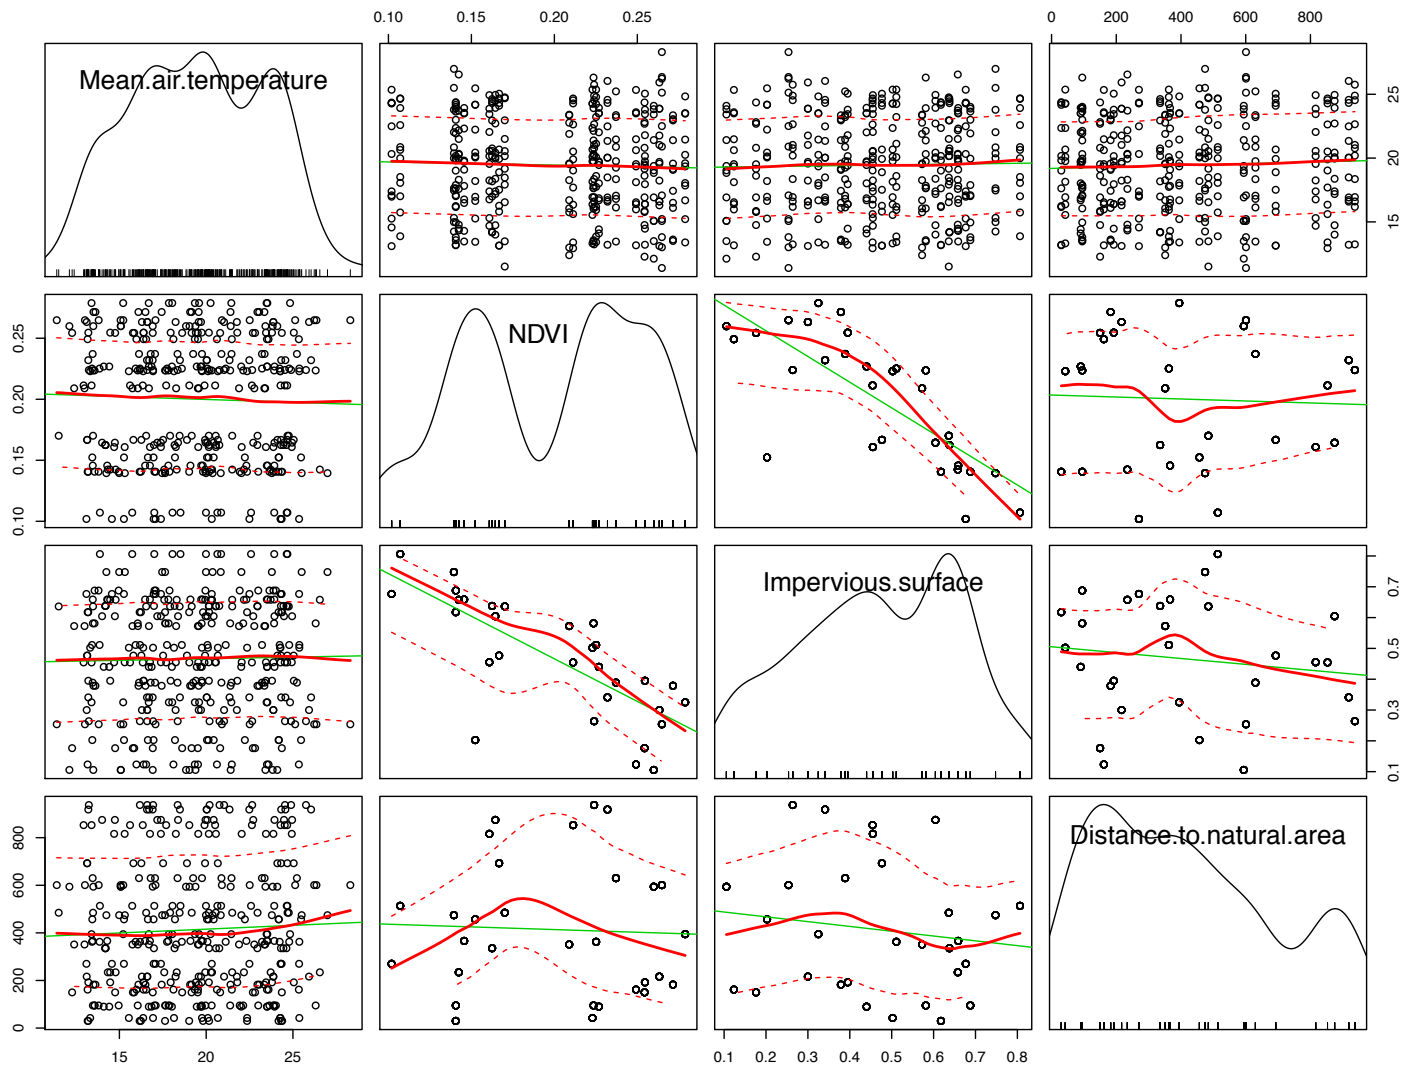 0.10 0.15 0.20 0.25
0 200 400 600 800
Mean.air.temperature
15 20 25
0.10 0.15 0.20 0.25
NDVI
Impervious.surface
0.1 0.3 0.5 0.7
0 200 400 600 800
Distance.to.natural.area
15 20 25
0.1 0.2 0.3 0.4 0.5 0.6 0.7 0.8